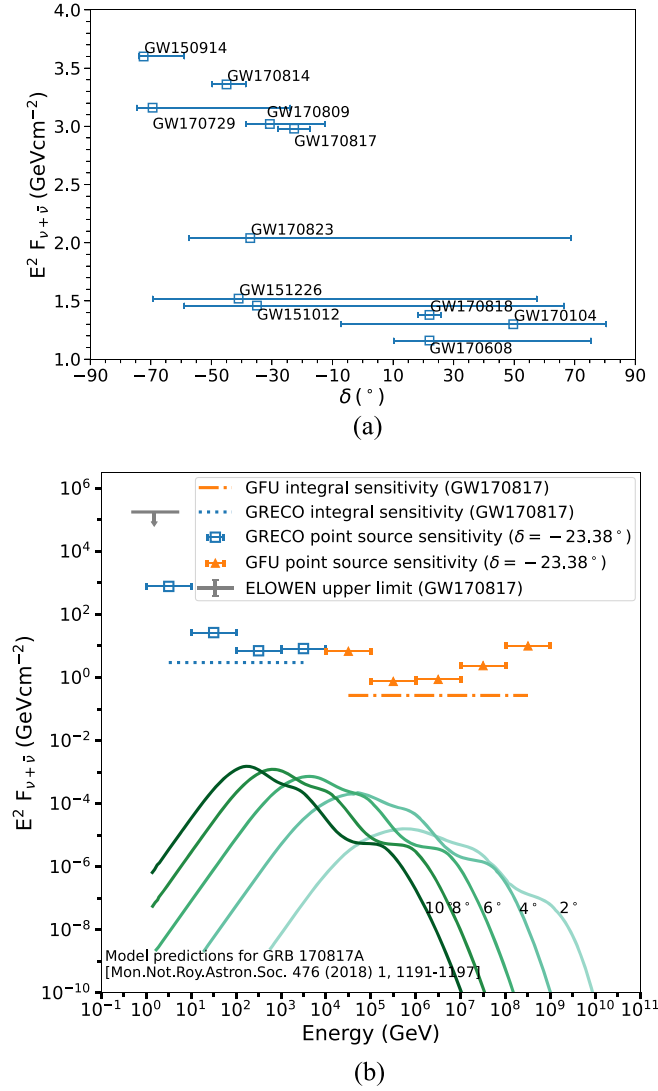 4.0
3.5
3.0
2.5
2.0
1.5
1.0
E² F_{ν+ν̄} (GeVcm⁻²)
GW150914
GW170814
GW170729
GW170809
GW170817
GW170823
GW151226
GW151012
GW170818
GW170104
GW170608
−90 −70 −50 −30 −10 10 30 50 70 90
δ(°)
(a)
10⁶
10⁴
10²
10⁰
10⁻²
10⁻⁴
10⁻⁶
10⁻⁸
10⁻¹⁰
E² F_{ν+ν̄} (GeVcm⁻²)
GFU integral sensitivity (GW170817)
GRECO integral sensitivity (GW170817)
GRECO point source sensitivity (δ = −23.38°)
GFU point source sensitivity (δ = −23.38°)
ELOWEN upper limit (GW170817)
10° 8° 6° 4° 2°
Model predictions for GRB 170817A
[Mon.Not.Roy.Astron.Soc. 476 (2018) 1, 1191-1197]
10⁻¹ 10⁰ 10¹ 10² 10³ 10⁴ 10⁵ 10⁶ 10⁷ 10⁸ 10⁹ 10¹⁰ 10¹¹
Energy (GeV)
(b)